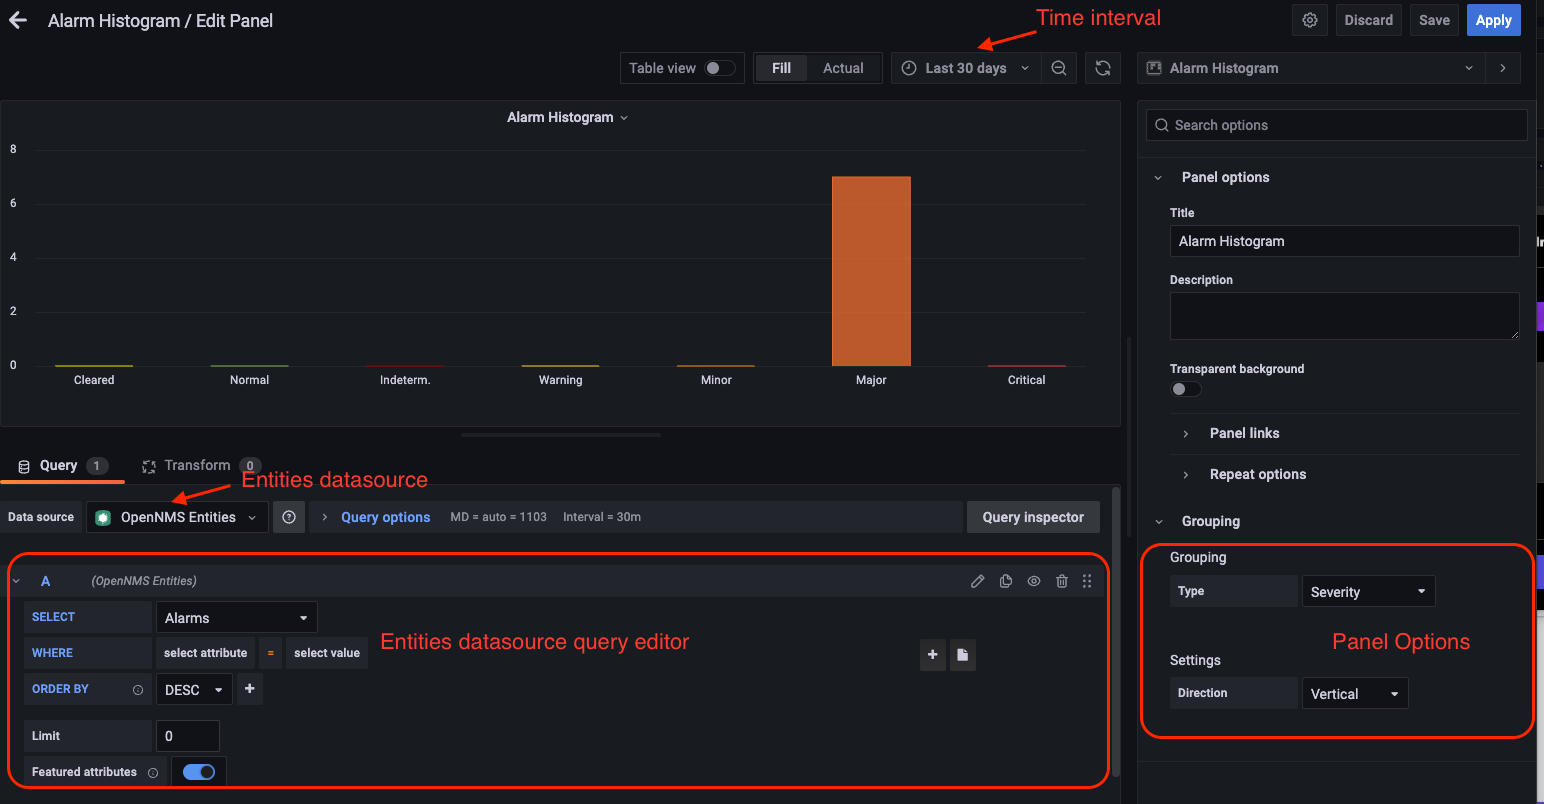 Alarm Histogram / Edit Panel
Time interval
Discard
Save
Apply
Table view
Fill
Actual
Last 30 days
Alarm Histogram
Alarm Histogram
8
6
4
2
0
Cleared
Normal
Indeterm.
Warning
Minor
Major
Critical
Search options
Panel options
Title
Alarm Histogram
Description
Transparent background
Panel links
Repeat options
Grouping
Grouping
Type
Severity
Panel Options
Settings
Direction
Vertical
Query 1
Transform 0
Entities datasource
Data source
OpenNMS Entities
Query options
MD = auto = 1103
Interval = 30m
Query inspector
A
(OpenNMS Entities)
SELECT
Alarms
WHERE
select attribute
=
select value
Entities datasource query editor
+
ORDER BY
DESC
+
Limit
0
Featured attributes